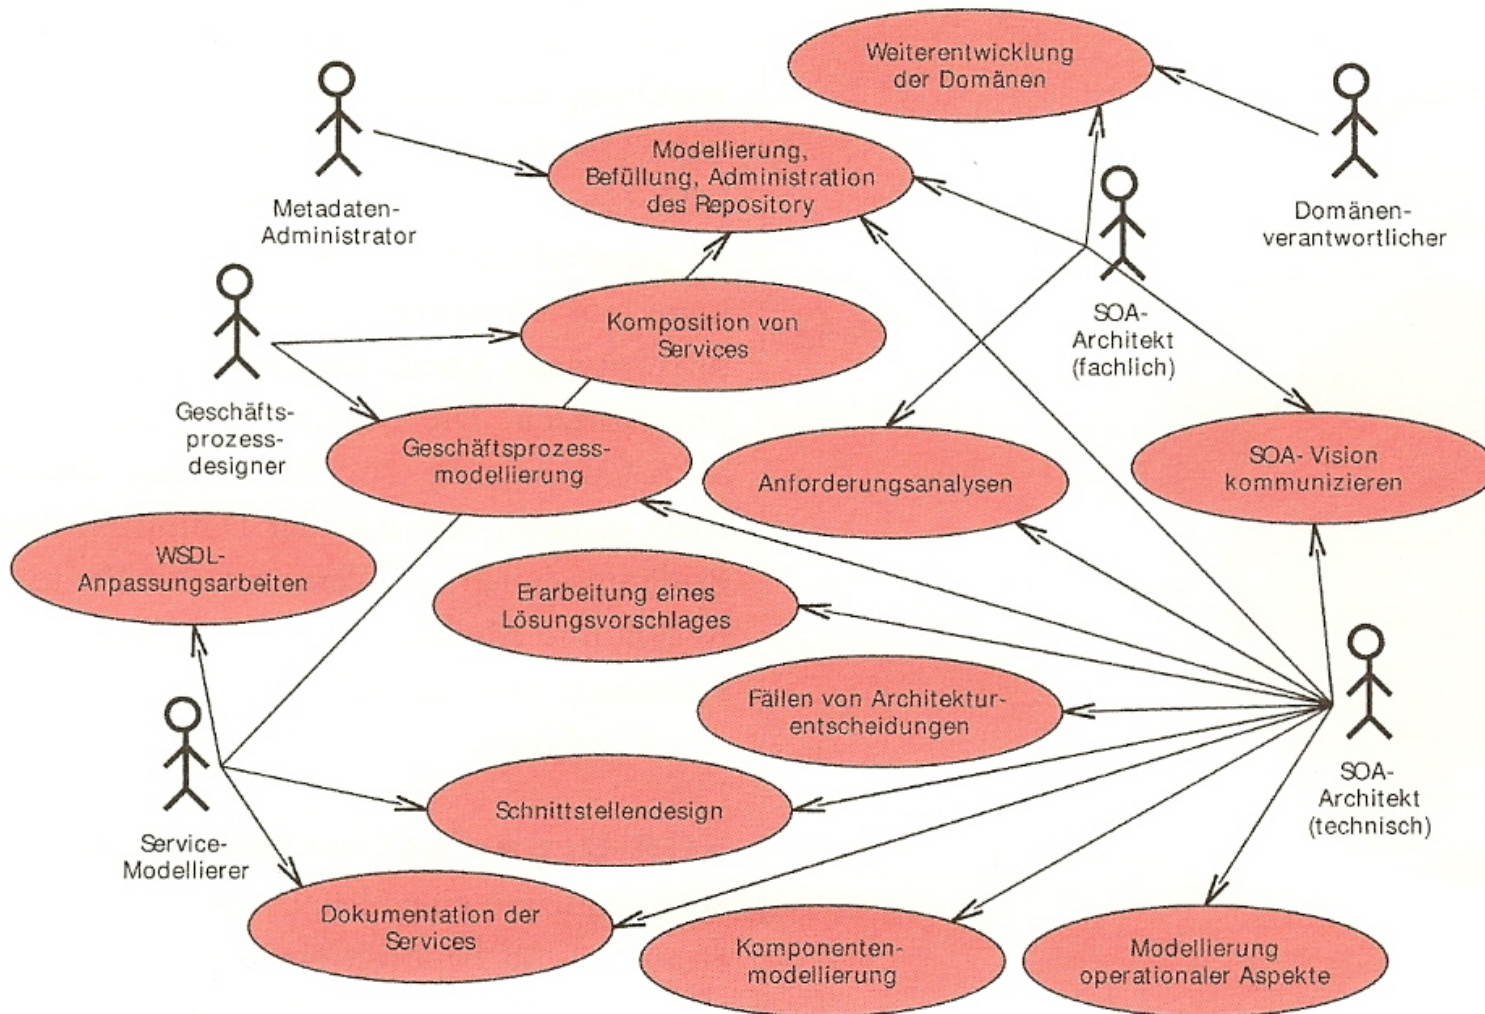 Weiterentwicklung
der Domänen
Metadaten-
Administrator
Modellierung,
Befüllung, Administration
des Repository
Domänen-
verantwortlicher
SOA-
Architekt
(fachlich)
Komposition von
Services
Geschäfts-
prozess-
designer
Geschäftsprozess-
modellierung
Anforderungsanalysen
SOA- Vision
kommunizieren
WSDL-
Anpassungsarbeiten
Erarbeitung eines
Lösungsvorschlages
Fällen von Architektur-
entscheidungen
SOA-
Architekt
(technisch)
Schnittstellendesign
Service-
Modellierer
Dokumentation der
Services
Komponenten-
modellierung
Modellierung
operationaler Aspekte